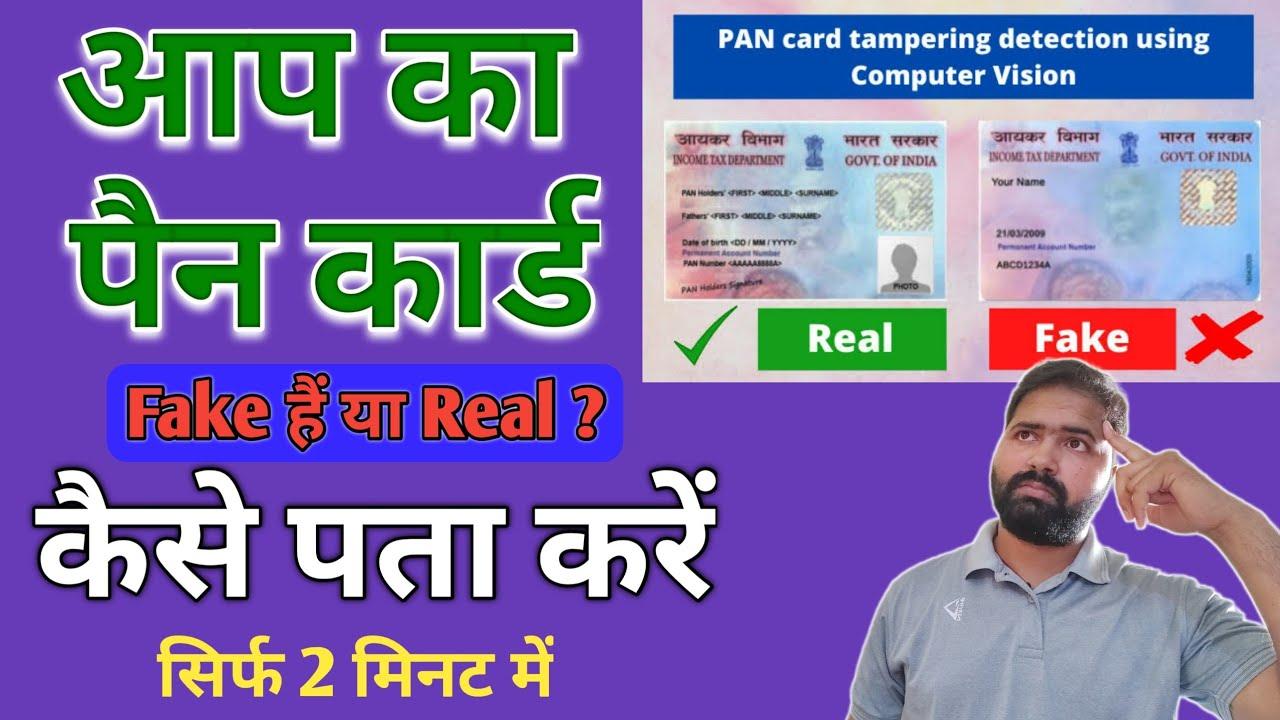 आप का
पैन कार्ड
Fake हैं या Real ?
कैसे पता करें
सिर्फ 2 मिनट में
PAN card tampering detection using
Computer Vision
आयकर विभाग
भारत सरकार
INCOME TAX DEPARTMENT
GOVT. OF INDIA
PAN Holders' <FIRST> <MIDDLE> <SURNAME>
Fathers' <FIRST> <MIDDLE> <SURNAME>
Date of birth <DD / MM / YYYY>
Permanent Account Number
PAN Number <AAAAA8888A>
PAN Holders Signature
PHOTO
Real
आयकर विभाग
भारत सरकार
INCOME TAX DEPARTMENT
GOVT. OF INDIA
Your Name
21/03/2009
Permanent Account Number
ABCD1234A
Fake